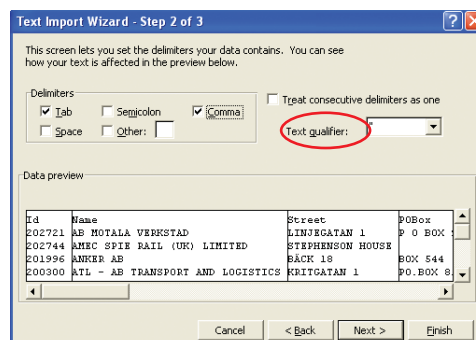 Text Import Wizard - Step 2 of 3
This screen lets you set the delimiters your data contains. You can see
how your text is affected in the preview below.
Delimiters
Tab Semicolon Comma
Space Other:
Treat consecutive delimiters as one
Text qualifier: "
Data preview
Id Name Street POBox
202721 AB MOTALA VERKSTAD LINJEGATAN 1 P O BOX
202744 AMEC SPIE RAIL (UK) LIMITED STEPHENSON HOUSE
201996 ANKER AB BÄCK 18 BOX 544
200300 ATL - AB TRANSPORT AND LOGISTICS KRITGATAN 1 PO.BOX 8
Cancel < Back Next > Finish